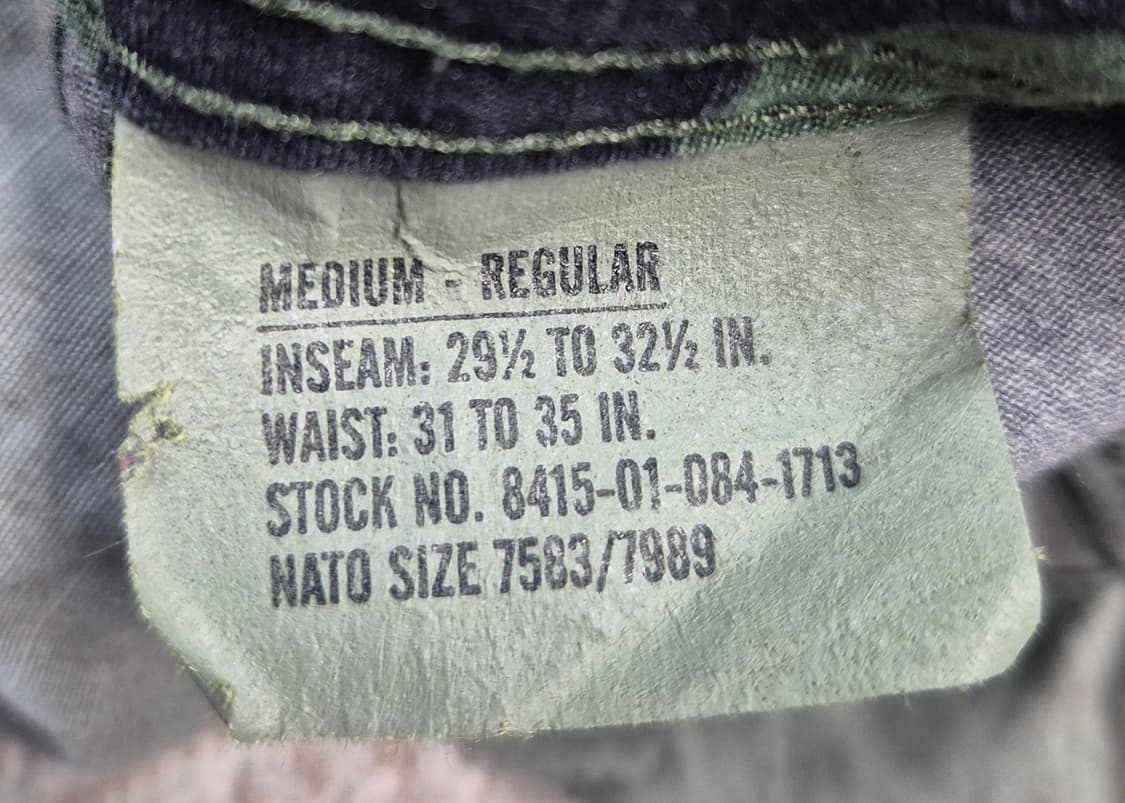 MEDIUM - REGULAR
INSEAM: 29½ TO 32½ IN.
WAIST: 31 TO 35 IN.
STOCK NO. 8415-01-084-1713
NATO SIZE 7583/7989